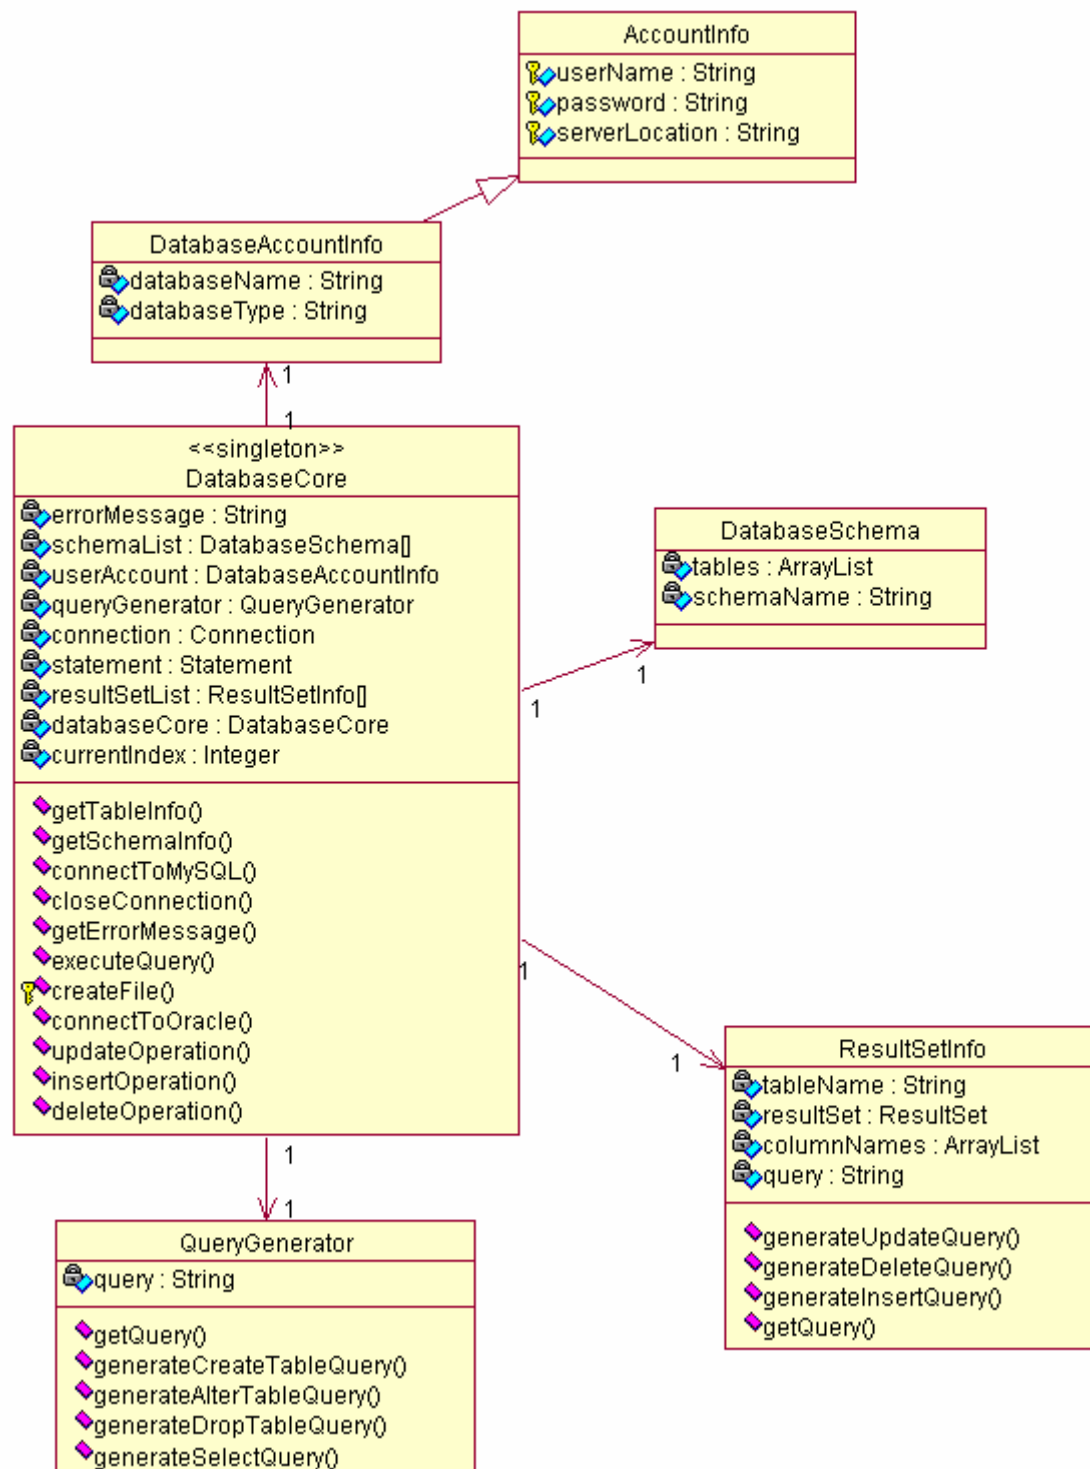 AccountInfo
userName : String
password : String
serverLocation : String
DatabaseAccountInfo
databaseName : String
databaseType : String
1
1
<<singleton>>
DatabaseCore
errorMessage : String
schemaList : DatabaseSchema[]
userAccount : DatabaseAccountInfo
queryGenerator : QueryGenerator
connection : Connection
statement : Statement
resultSetList : ResultSetInfo[]
databaseCore : DatabaseCore
currentIndex : Integer
getTableInfo()
getSchemaInfo()
connectToMySQL()
closeConnection()
getErrorMessage()
executeQuery()
createFile()
connectToOracle()
updateOperation()
insertOperation()
deleteOperation()
DatabaseSchema
tables : ArrayList
schemaName : String
1
1
1
1
ResultSetInfo
tableName : String
resultSet : ResultSet
columnNames : ArrayList
query : String
generateUpdateQuery()
generateDeleteQuery()
generateInsertQuery()
getQuery()
1
1
QueryGenerator
query : String
getQuery()
generateCreateTableQuery()
generateAlterTableQuery()
generateDropTableQuery()
generateSelectQuery()